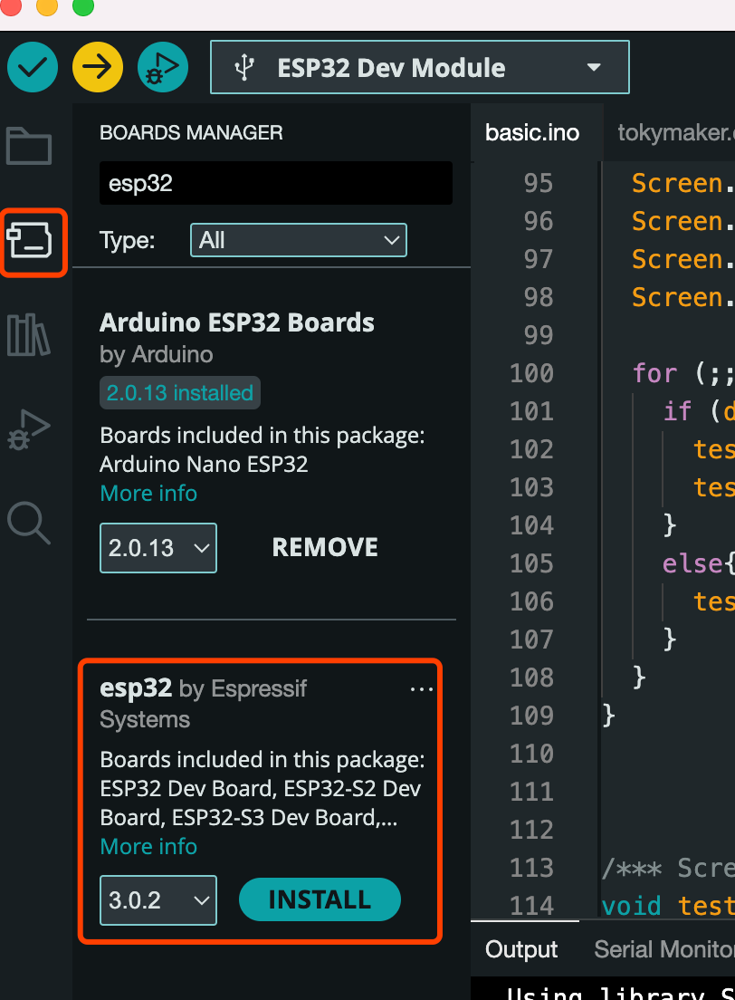 ESP32 Dev Module
BOARDS MANAGER
esp32
Type: All
Arduino ESP32 Boards
by Arduino
2.0.13 installed
Boards included in this package:
Arduino Nano ESP32
More info
2.0.13 REMOVE
esp32 by Espressif
Systems
Boards included in this package:
ESP32 Dev Board, ESP32-S2 Dev
Board, ESP32-S3 Dev Board,...
More info
3.0.2 INSTALL
basic.ino tokymaker.
95 Screen.
96 Screen.
97 Screen.
98 Screen.
99
100 for (;;
101 if (d
102 tes
103 tes
104 }
105 else{
106 tes
107 }
108 }
109 }
110
111
112
113 /*** Scre
114 void test
Output Serial Monitor
Using library S